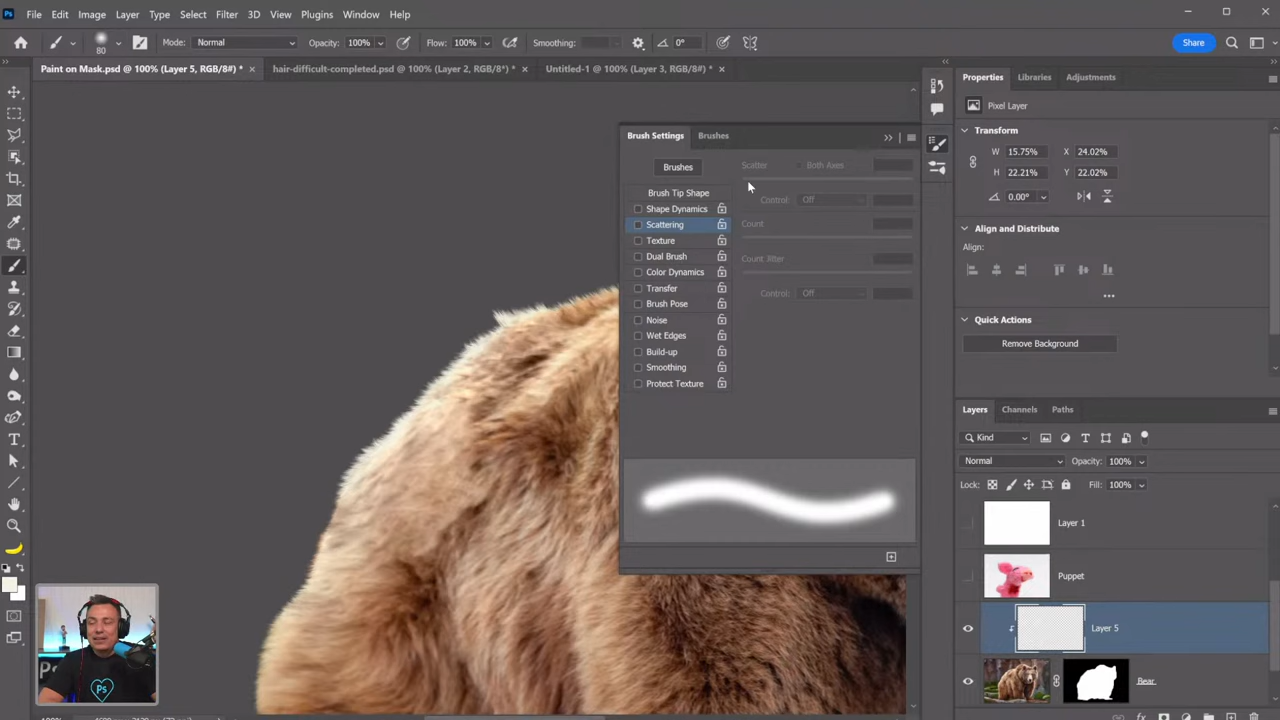 Ps File Edit Image Layer Type Select Filter 3D View Plugins Window Help
80 Mode: Normal Opacity: 100% Flow: 100% Smoothing: 0° Share
Paint on Mask.psd @ 100% (Layer 5, RGB/8#) * × hair-difficult-completed.psd @ 100% (Layer 2, RGB/8*) * × Untitled-1 @ 100% (Layer 3, RGB/8#) * ×
Properties Libraries Adjustments
Pixel Layer
Transform
W 15.75% X 24.02%
H 22.21% Y 22.02%
0.00°
Align and Distribute
Align:
Quick Actions
Remove Background
Brush Settings Brushes
Brushes
Brush Tip Shape
Shape Dynamics
Scattering
Texture
Dual Brush
Color Dynamics
Transfer
Brush Pose
Noise
Wet Edges
Build-up
Smoothing
Protect Texture
Scatter Both Axes
Control: Off
Count
Count Jitter
Control: Off
Layers Channels Paths
Kind
Normal Opacity: 100%
Lock: Fill: 100%
Layer 1
Puppet
Layer 5
Bear
Ps
Ps